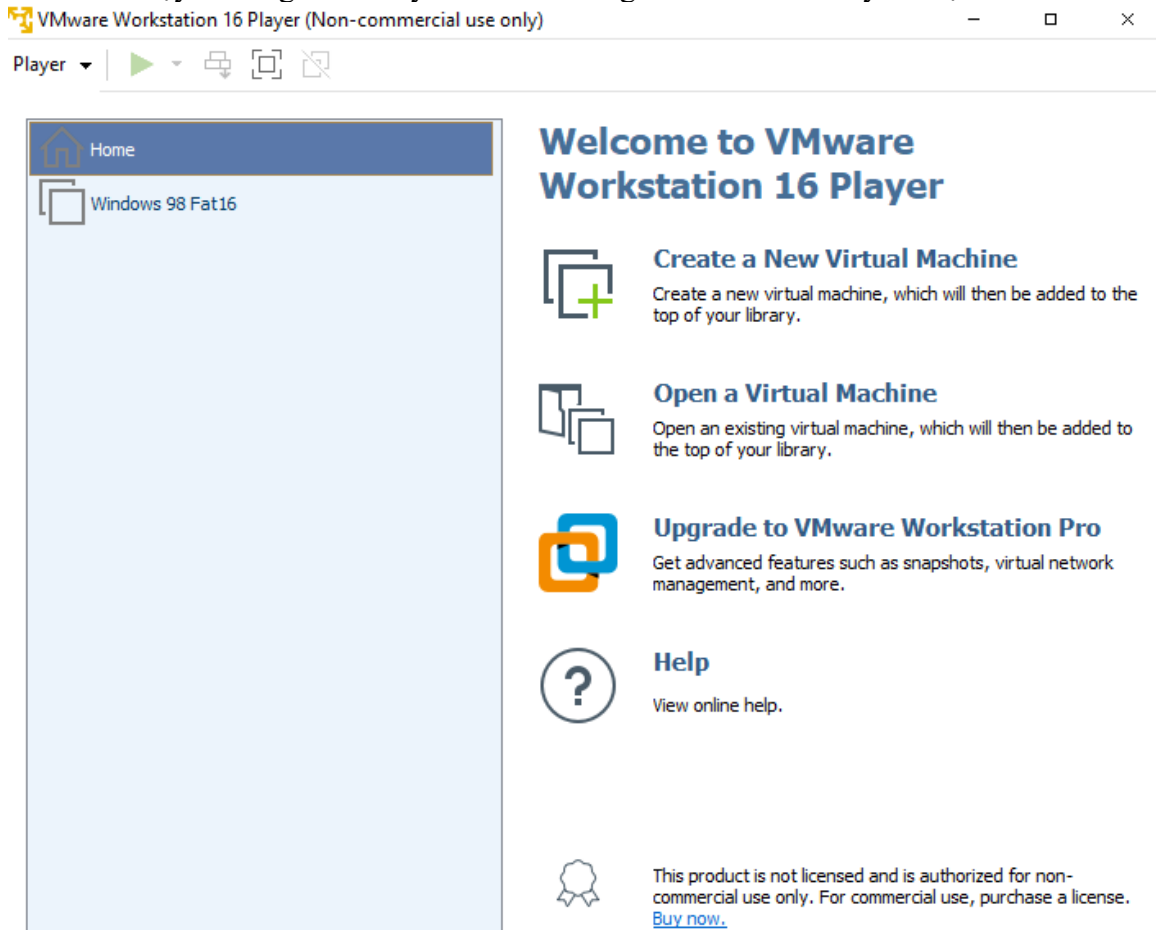 VMware Workstation 16 Player (Non-commercial use only)
Player
Home
Windows 98 Fat16
Welcome to VMware
Workstation 16 Player
Create a New Virtual Machine
Create a new virtual machine, which will then be added to the
top of your library.
Open a Virtual Machine
Open an existing virtual machine, which will then be added to
the top of your library.
Upgrade to VMware Workstation Pro
Get advanced features such as snapshots, virtual network
management, and more.
?
Help
View online help.
This product is not licensed and is authorized for non-
commercial use only. For commercial use, purchase a license.
Buy now.